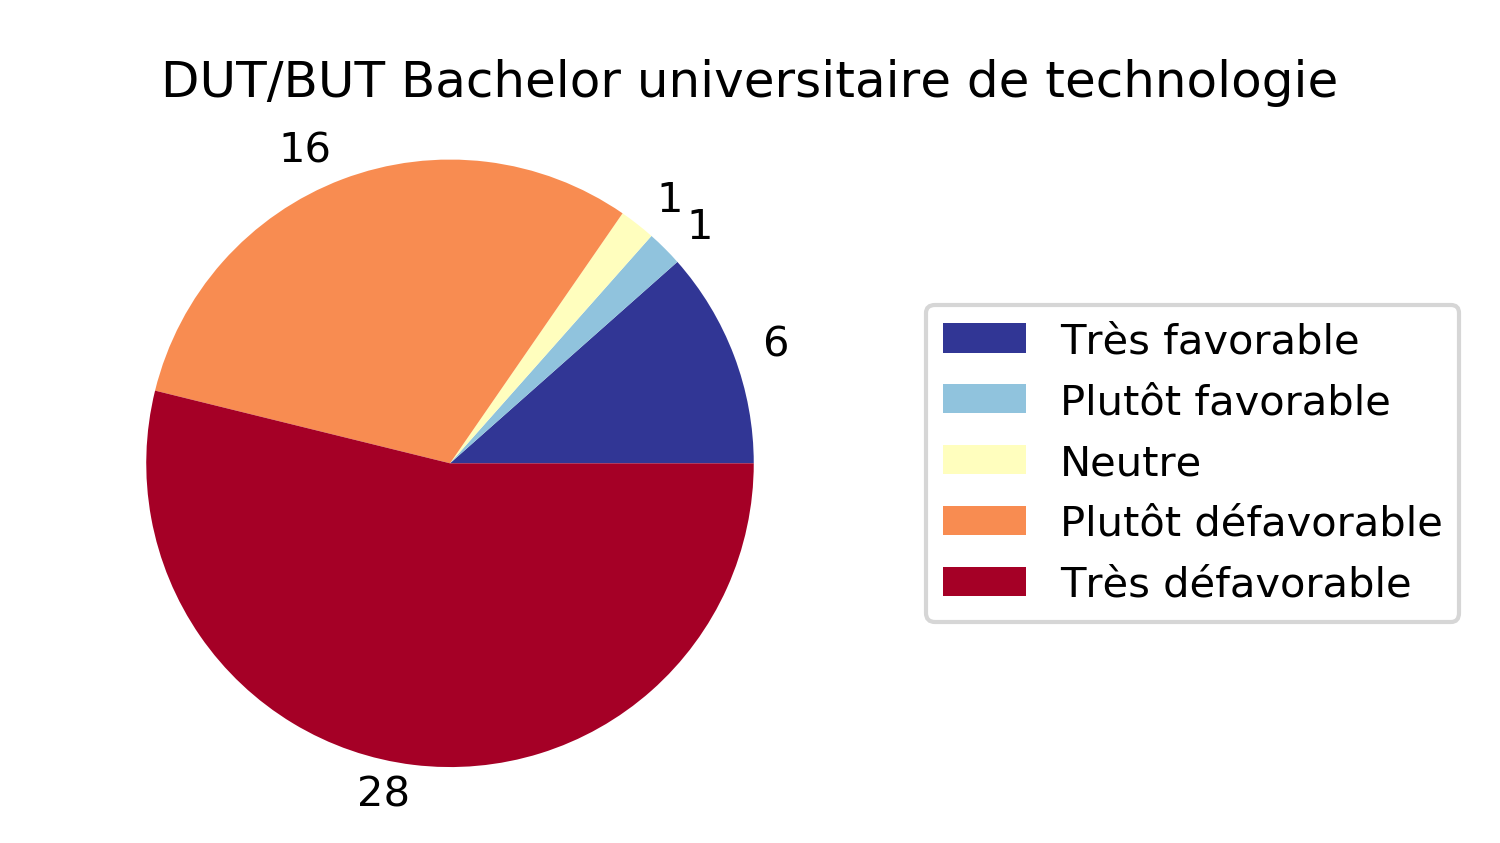 DUT/BUT Bachelor universitaire de technologie
16
1
1
6
28
Très favorable
Plutôt favorable
Neutre
Plutôt défavorable
Très défavorable